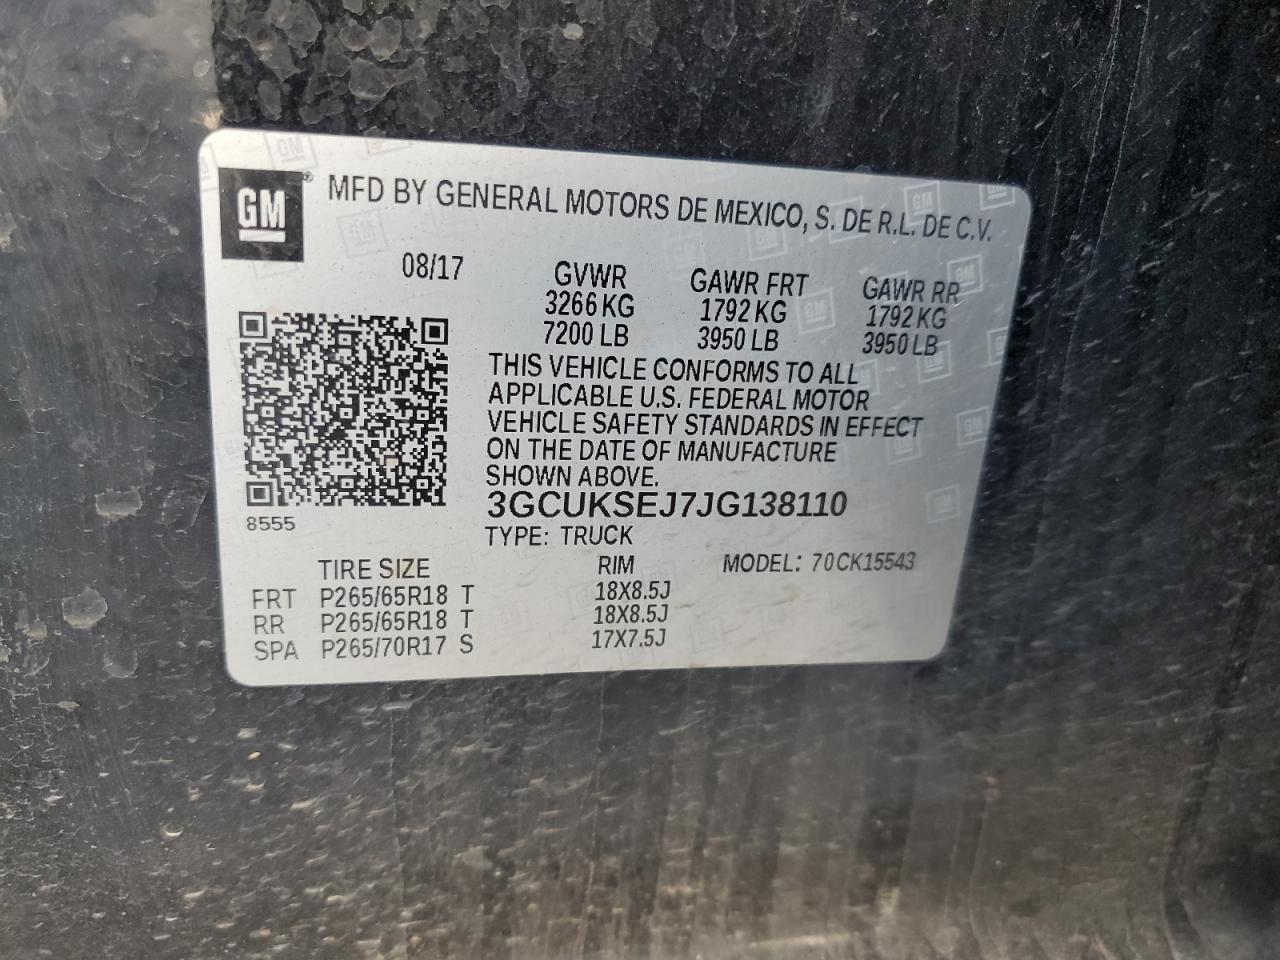 GM® MFD BY GENERAL MOTORS DE MEXICO, S. DE R.L. DE C.V.
08/17 GVWR GAWR FRT GAWR RR
3266 KG 1792 KG 1792 KG
7200 LB 3950 LB 3950 LB
THIS VEHICLE CONFORMS TO ALL
APPLICABLE U.S. FEDERAL MOTOR
VEHICLE SAFETY STANDARDS IN EFFECT
ON THE DATE OF MANUFACTURE
SHOWN ABOVE.
3GCUKSEJ7JG138110
8555
TYPE: TRUCK
TIRE SIZE RIM MODEL: 70CK15543
FRT P265/65R18 T 18X8.5J
RR P265/65R18 T 18X8.5J
SPA P265/70R17 S 17X7.5J